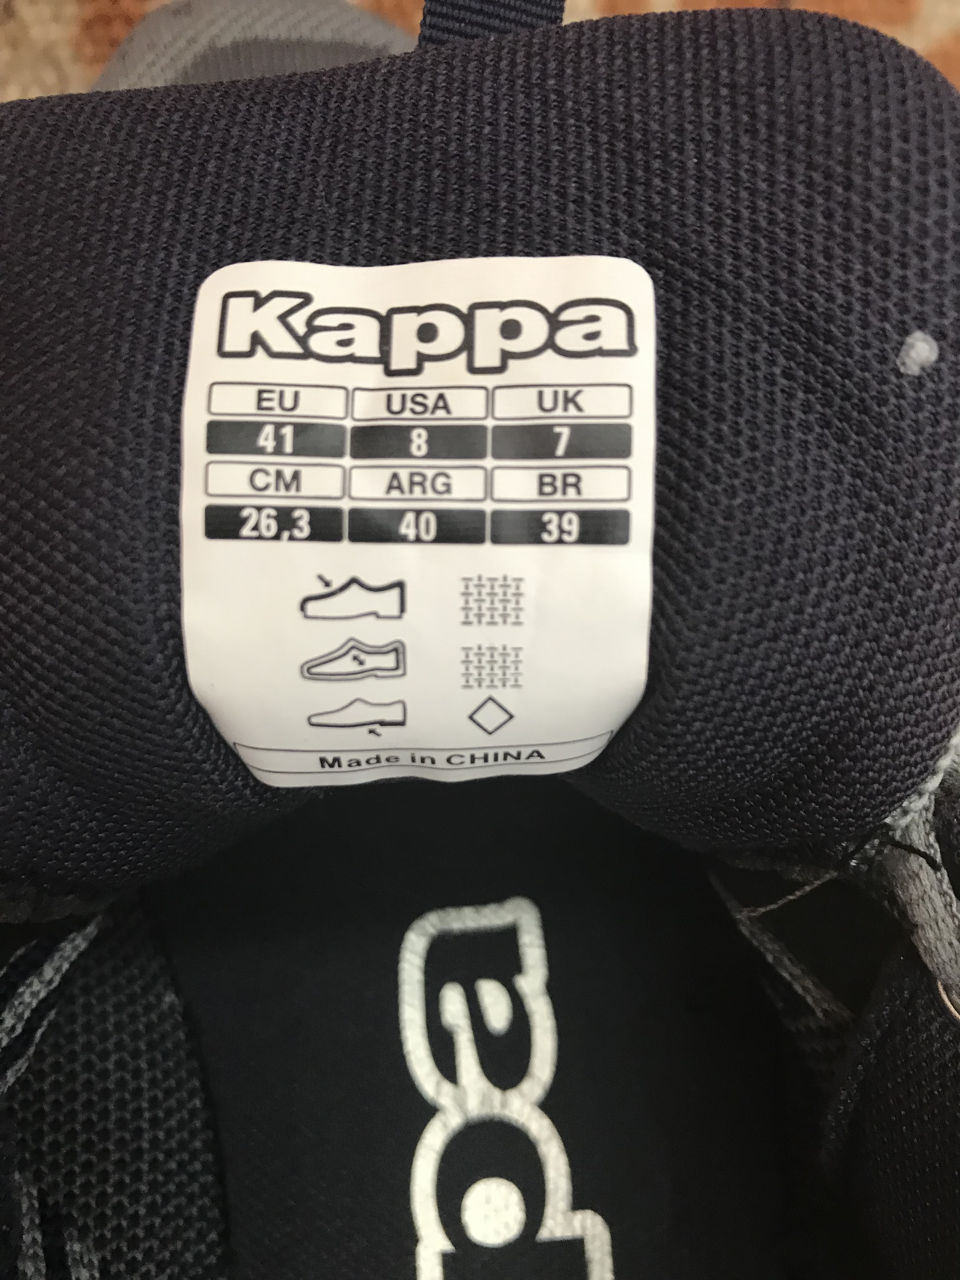 Kappa
EU USA UK
41 8 7
CM ARG BR
26,3 40 39
Made in CHINA